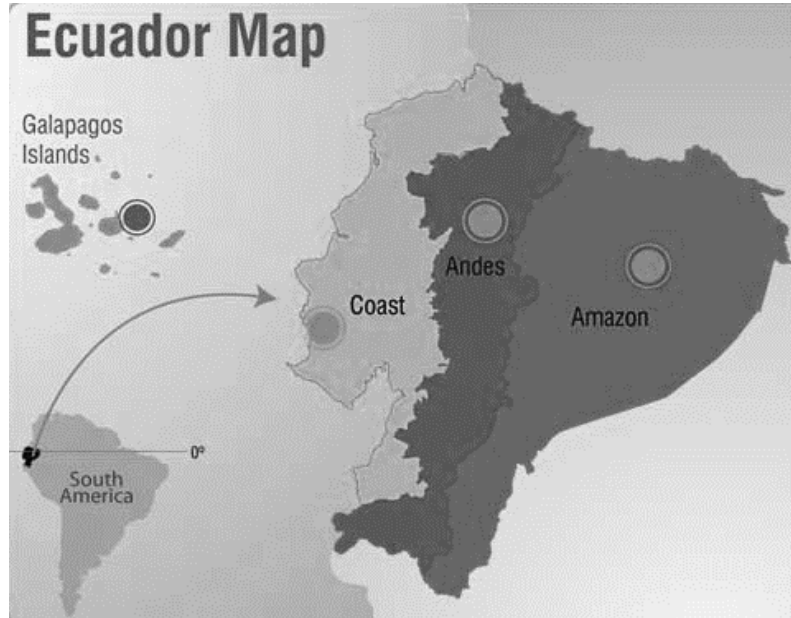 Ecuador Map
Galapagos
Islands
Andes
Coast
Amazon
0º
South
America